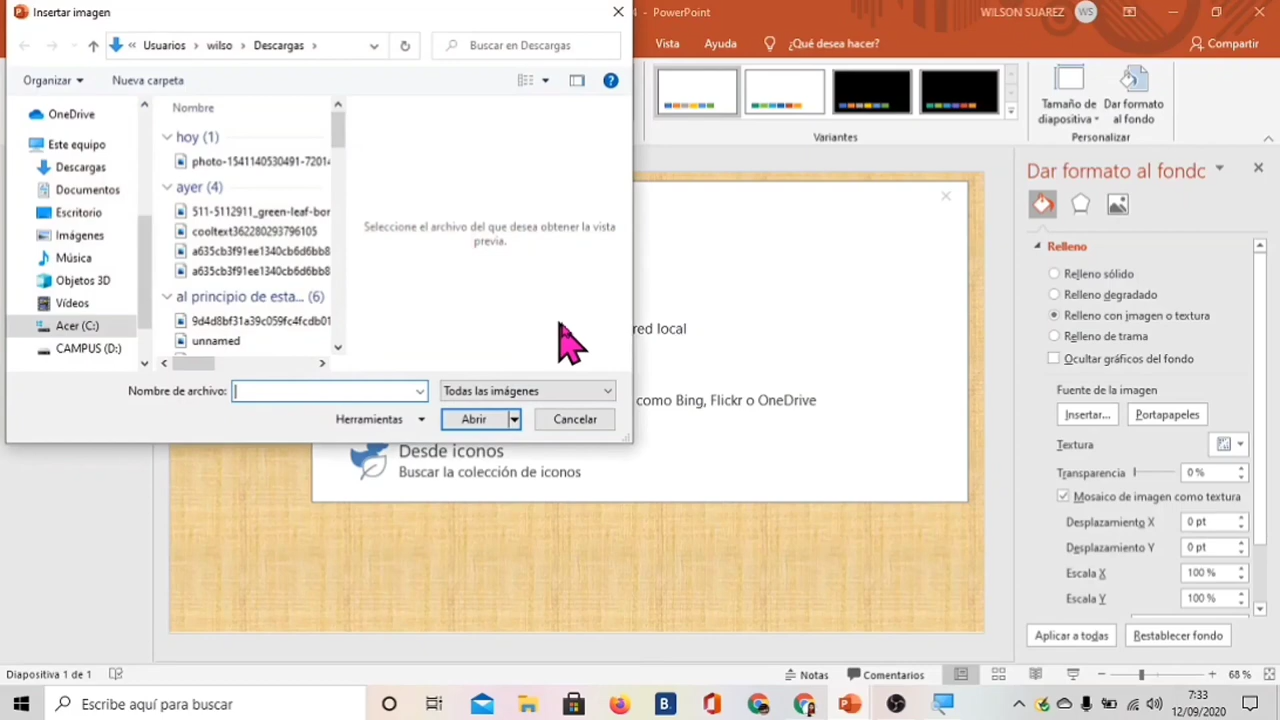 Insertar imagen
4 - PowerPoint
WILSON SUAREZ
WS
« Usuarios > wilso > Descargas >
Buscar en Descargas
Vista
Ayuda
¿Qué desea hacer?
Compartir
Organizar
Nueva carpeta
Tamaño de
diapositiva
Dar formato
al fondo
Variantes
Personalizar
OneDrive
Este equipo
Descargas
Documentos
Escritorio
Imágenes
Música
Objetos 3D
Vídeos
Acer (C:)
CAMPUS (D:)
Nombre
hoy (1)
photo-1541140530491-7201
ayer (4)
511-5112911_green-leaf-bor
cooltext362280293796105
a635cb3f91ee1340cb6d6bb8
a635cb3f91ee1340cb6d6bb8
al principio de esta... (6)
9d4d8bf31a39c059fc4fcdb01
unnamed
Seleccione el archivo del que desea obtener la vista
previa.
Nombre de archivo:
Todas las imágenes
Herramientas
Abrir
Cancelar
red local
como Bing, Flickr o OneDrive
Desde iconos
Buscar la colección de iconos
Dar formato al fondo
Relleno
Relleno sólido
Relleno degradado
Relleno con imagen o textura
Relleno de trama
Ocultar gráficos del fondo
Fuente de la imagen
Insertar...
Portapapeles
Textura
Transparencia
0 %
Mosaico de imagen como textura
Desplazamiento X
0 pt
Desplazamiento Y
0 pt
Escala X
100 %
Escala Y
100 %
Aplicar a todas
Restablecer fondo
Diapositiva 1 de 1
Notas
Comentarios
68 %
Escribe aquí para buscar
B.
7:33
12/09/2020